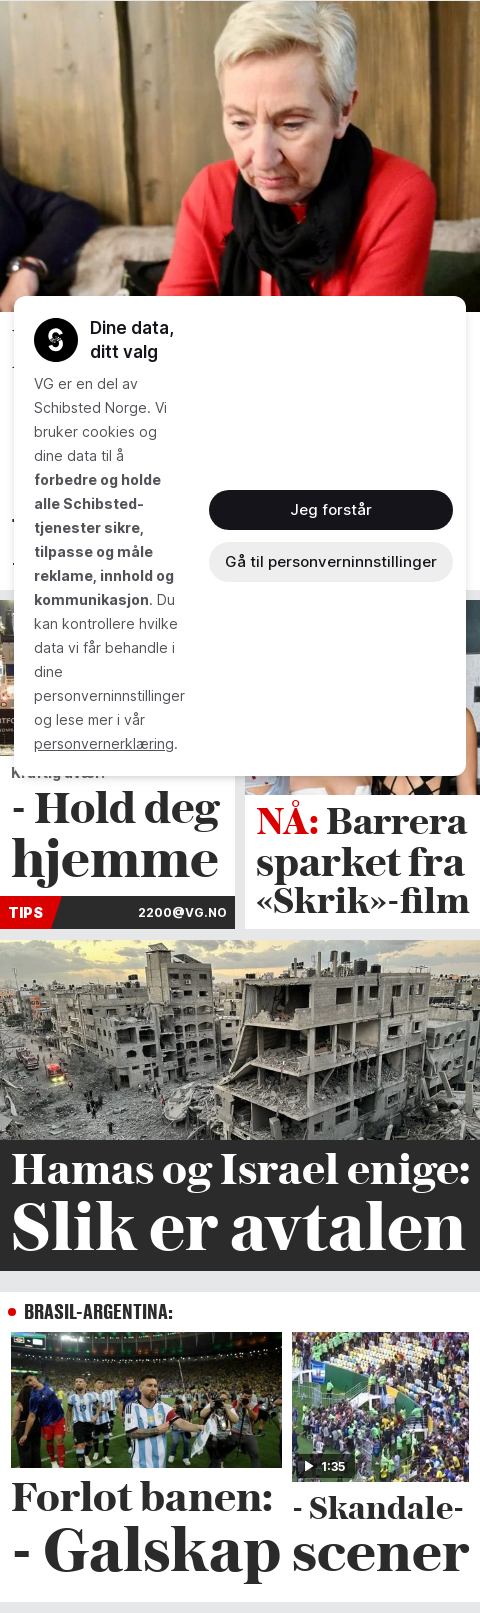 Dine data,
ditt valg
VG er en del av
Schibsted Norge. Vi
bruker cookies og
dine data til å
forbedre og holde
alle Schibsted-
tjenester sikre,
tilpasse og måle
reklame, innhold og
kommunikasjon. Du
kan kontrollere hvilke
data vi får behandle i
dine
personverninnstillinger
og lese mer i vår
personvernerklæring.
Jeg forstår
Gå til personverninnstillinger
- Hold deg
hjemme
TIPS
2200@VG.NO
NÅ: Barrera
sparket fra
«Skrik»-film
Hamas og Israel enige:
Slik er avtalen
BRASIL-ARGENTINA:
Forlot banen:
- Galskap
1:35
- Skandale-
scener